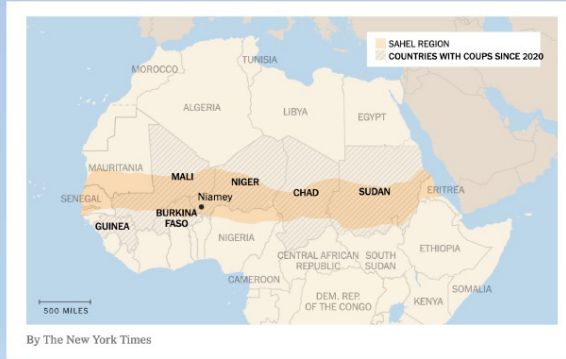 SAHEL REGION
COUNTRIES WITH COUPS SINCE 2020
TUNISIA
MOROCCO
ALGERIA
LIBYA
EGYPT
MAURITANIA
MALI
NIGER
CHAD
SUDAN
ERITREA
SENEGAL
Niamey
BURKINA
FASO
GUINEA
NIGERIA
CENTRAL AFRICAN
REPUBLIC
SOUTH
SUDAN
ETHIOPIA
CAMEROON
SOMALIA
DEM. REP.
OF THE CONGO
KENYA
500 MILES
By The New York Times